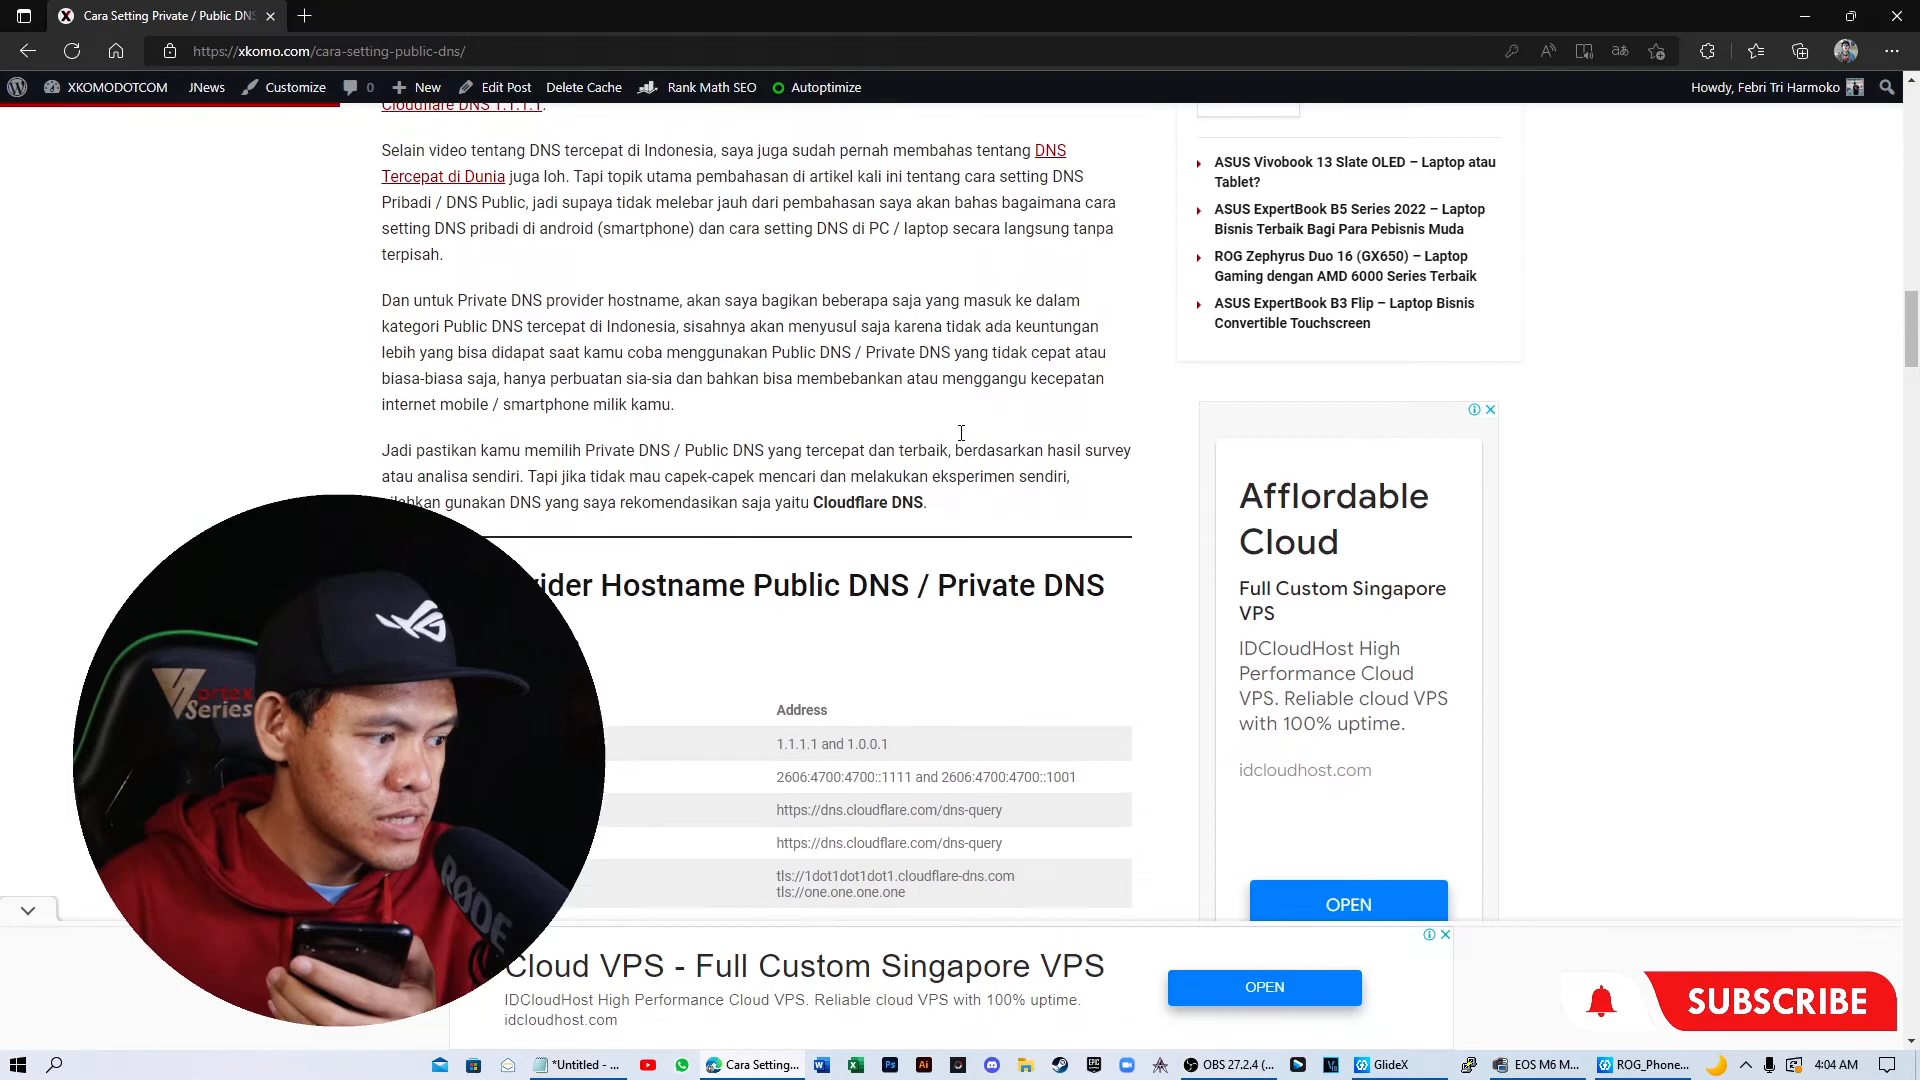 Cara Setting Private / Public DNS
https://xkomo.com/cara-setting-public-dns/
XKOMODOTCOM JNews Customize 0 New Edit Post Delete Cache Rank Math SEO Autoptimize Howdy, Febri Tri Harmoko
Cloudflare DNS 1.1.1.1.
Selain video tentang DNS tercepat di Indonesia, saya juga sudah pernah membahas tentang DNS
Tercepat di Dunia juga loh. Tapi topik utama pembahasan di artikel kali ini tentang cara setting DNS
Pribadi / DNS Public, jadi supaya tidak melebar jauh dari pembahasan saya akan bahas bagaimana cara
setting DNS pribadi di android (smartphone) dan cara setting DNS di PC / laptop secara langsung tanpa
terpisah.
Dan untuk Private DNS provider hostname, akan saya bagikan beberapa saja yang masuk ke dalam
kategori Public DNS tercepat di Indonesia, sisahnya akan menyusul saja karena tidak ada keuntungan
lebih yang bisa didapat saat kamu coba menggunakan Public DNS / Private DNS yang tidak cepat atau
biasa-biasa saja, hanya perbuatan sia-sia dan bahkan bisa membebankan atau menggangu kecepatan
internet mobile / smartphone milik kamu.
Jadi pastikan kamu memilih Private DNS / Public DNS yang tercepat dan terbaik, berdasarkan hasil survey
atau analisa sendiri. Tapi jika tidak mau capek-capek mencari dan melakukan eksperimen sendiri,
gunakan DNS yang saya rekomendasikan saja yaitu Cloudflare DNS.
Hostname Public DNS / Private DNS
Address
1.1.1.1 and 1.0.0.1
2606:4700:4700::1111 and 2606:4700:4700::1001
https://dns.cloudflare.com/dns-query
https://dns.cloudflare.com/dns-query
tls://1dot1dot1dot1.cloudflare-dns.com
tls://one.one.one.one
ASUS Vivobook 13 Slate OLED – Laptop atau
Tablet?
ASUS ExpertBook B5 Series 2022 – Laptop
Bisnis Terbaik Bagi Para Pebisnis Muda
ROG Zephyrus Duo 16 (GX650) – Laptop
Gaming dengan AMD 6000 Series Terbaik
ASUS ExpertBook B3 Flip – Laptop Bisnis
Convertible Touchscreen
Afflordable
Cloud
Full Custom Singapore
VPS
IDCloudHost High
Performance Cloud
VPS. Reliable cloud VPS
with 100% uptime.
idcloudhost.com
OPEN
Vortex
Series
RØDE
Cloud VPS - Full Custom Singapore VPS
IDCloudHost High Performance Cloud VPS. Reliable cloud VPS with 100% uptime.
idcloudhost.com
OPEN
SUBSCRIBE
*Untitled - ... Cara Setting... OBS 27.2.4 (... GlideX EOS M6 M... ROG_Phone... 4:04 AM